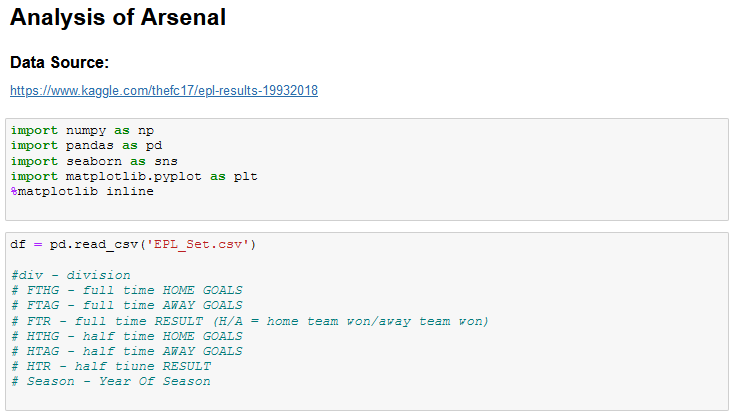 Analysis of Arsenal
Data Source:
https://www.kaggle.com/thefc17/epl-results-19932018
import numpy as np
import pandas as pd
import seaborn as sns
import matplotlib.pyplot as plt
%matplotlib inline
df = pd.read_csv('EPL_Set.csv')
#div - division
# FTHG - full time HOME GOALS
# FTAG - full time AWAY GOALS
# FTR - full time RESULT (H/A = home team won/away team won)
# HTHG - half time HOME GOALS
# HTAG - half time AWAY GOALS
# HTR - half tiune RESULT
# Season - Year Of Season